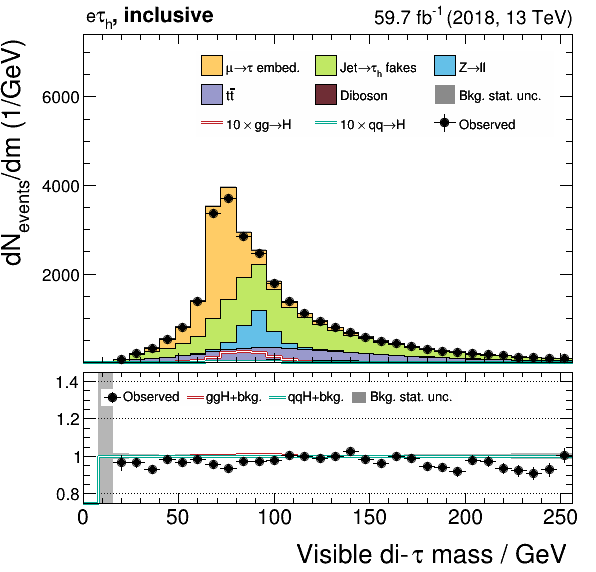 eτh, inclusive 59.7 fb⁻¹ (2018, 13 TeV)
dNevents/dm (1/GeV)
μ→τ embed. Jet→τh fakes Z→ll
tt̄ Diboson Bkg. stat. unc.
10 × gg→H 10 × qq→H Observed
6000
4000
2000
1.4
Observed ggH+bkg. qqH+bkg. Bkg. stat. unc.
1.2
1
0.8
0 50 100 150 200 250
Visible di-τ mass / GeV